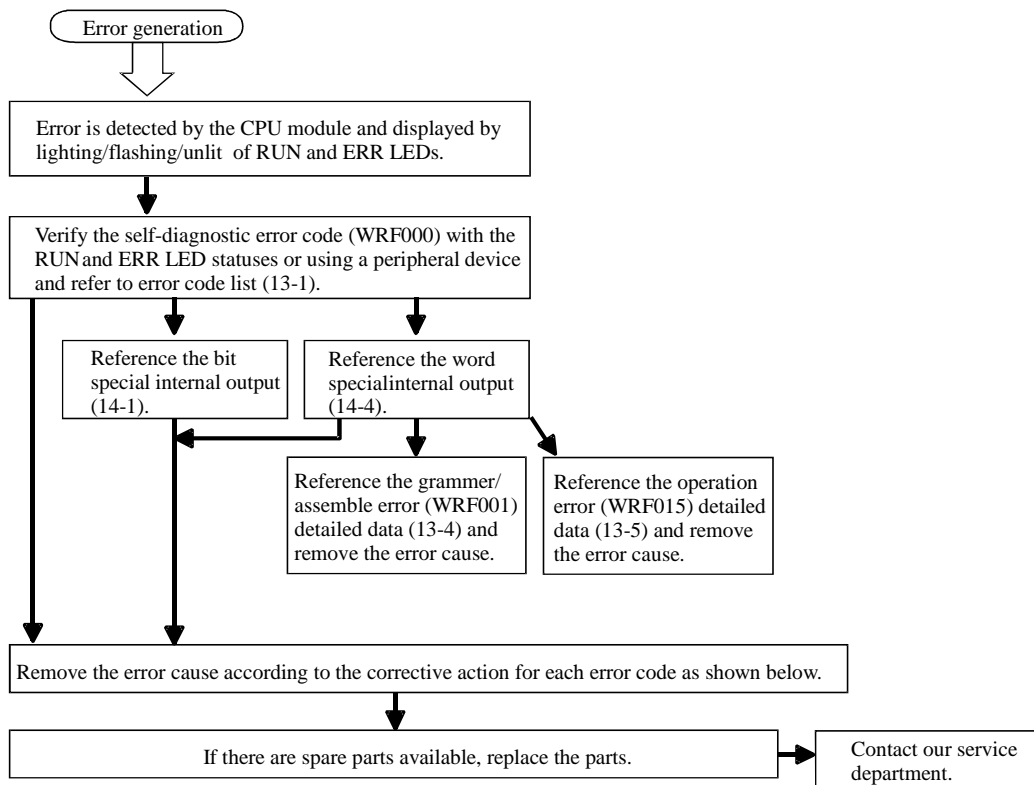 Error generation
Error is detected by the CPU module and displayed by
lighting/flashing/unlit of RUN and ERR LEDs.
Verify the self-diagnostic error code (WRF000) with the
RUN and ERR LED statuses or using a peripheral device
and refer to error code list (13-1).
Reference the bit
special internal output
(14-1).
Reference the word
specialinternal output
(14-4).
Reference the grammer/
assemble error (WRF001)
detailed data (13-4) and
remove the error cause.
Reference the operation
error (WRF015) detailed
data (13-5) and remove
the error cause.
Remove the error cause according to the corrective action for each error code as shown below.
If there are spare parts available, replace the parts.
Contact our service
department.